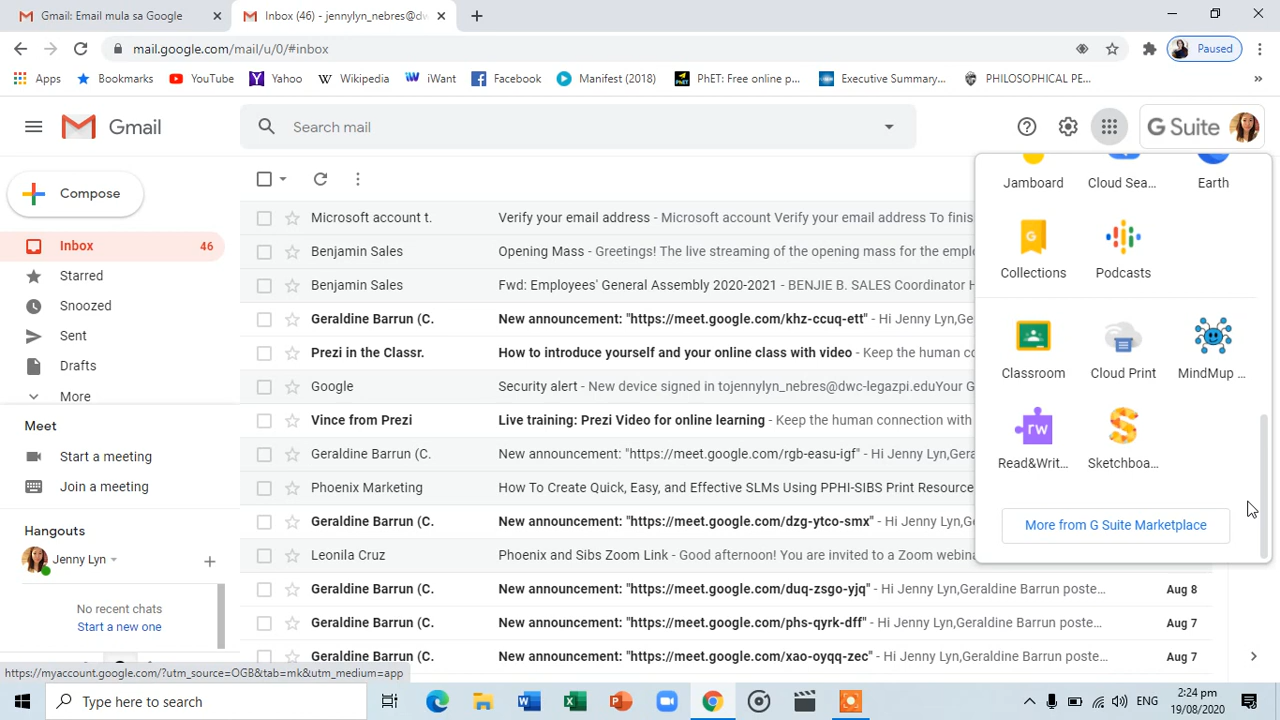 Gmail: Email mula sa Google
Inbox (46) - jennylyn_nebres@dw
mail.google.com/mail/u/0/#inbox
Paused
Apps
Bookmarks
YouTube
Yahoo
Wikipedia
iWant
Facebook
Manifest (2018)
PhET: Free online p...
Executive Summary...
PHILOSOPHICAL PE...
Gmail
Search mail
G Suite
Compose
Inbox 46
Starred
Snoozed
Sent
Drafts
More
Meet
Start a meeting
Join a meeting
Hangouts
Jenny Lyn
No recent chats
Start a new one
Microsoft account t. Verify your email address - Microsoft account Verify your email address To finis
Benjamin Sales Opening Mass - Greetings! The live streaming of the opening mass for the emplo
Benjamin Sales Fwd: Employees' General Assembly 2020-2021 - BENJIE B. SALES Coordinator H
Geraldine Barrun (C. New announcement: "https://meet.google.com/khz-ccuq-ett" - Hi Jenny Lyn,Ge
Prezi in the Classr. How to introduce yourself and your online class with video - Keep the human co
Google Security alert - New device signed in tojennylyn_nebres@dwc-legazpi.eduYour G
Vince from Prezi Live training: Prezi Video for online learning - Keep the human connection with
Geraldine Barrun (C. New announcement: "https://meet.google.com/rgb-easu-igf" - Hi Jenny Lyn,Ger
Phoenix Marketing How To Create Quick, Easy, and Effective SLMs Using PPHI-SIBS Print Resource
Geraldine Barrun (C. New announcement: "https://meet.google.com/dzg-ytco-smx" - Hi Jenny Lyn,G
Leonila Cruz Phoenix and Sibs Zoom Link - Good afternoon! You are invited to a Zoom webina
Geraldine Barrun (C. New announcement: "https://meet.google.com/duq-zsgo-yjq" - Hi Jenny Lyn,Geraldine Barrun poste... Aug 8
Geraldine Barrun (C. New announcement: "https://meet.google.com/phs-qyrk-dff" - Hi Jenny Lyn,Geraldine Barrun poste... Aug 7
Geraldine Barrun (C. New announcement: "https://meet.google.com/xao-oyqq-zec" - Hi Jenny Lyn,Geraldine Barrun poste... Aug 7
Jamboard Cloud Sea... Earth
Collections Podcasts
Classroom Cloud Print MindMup ...
Read&Writ... Sketchboa...
More from G Suite Marketplace
https://myaccount.google.com/?utm_source=OGB&tab=mk&utm_medium=app
Type here to search
ENG
2:24 pm
19/08/2020